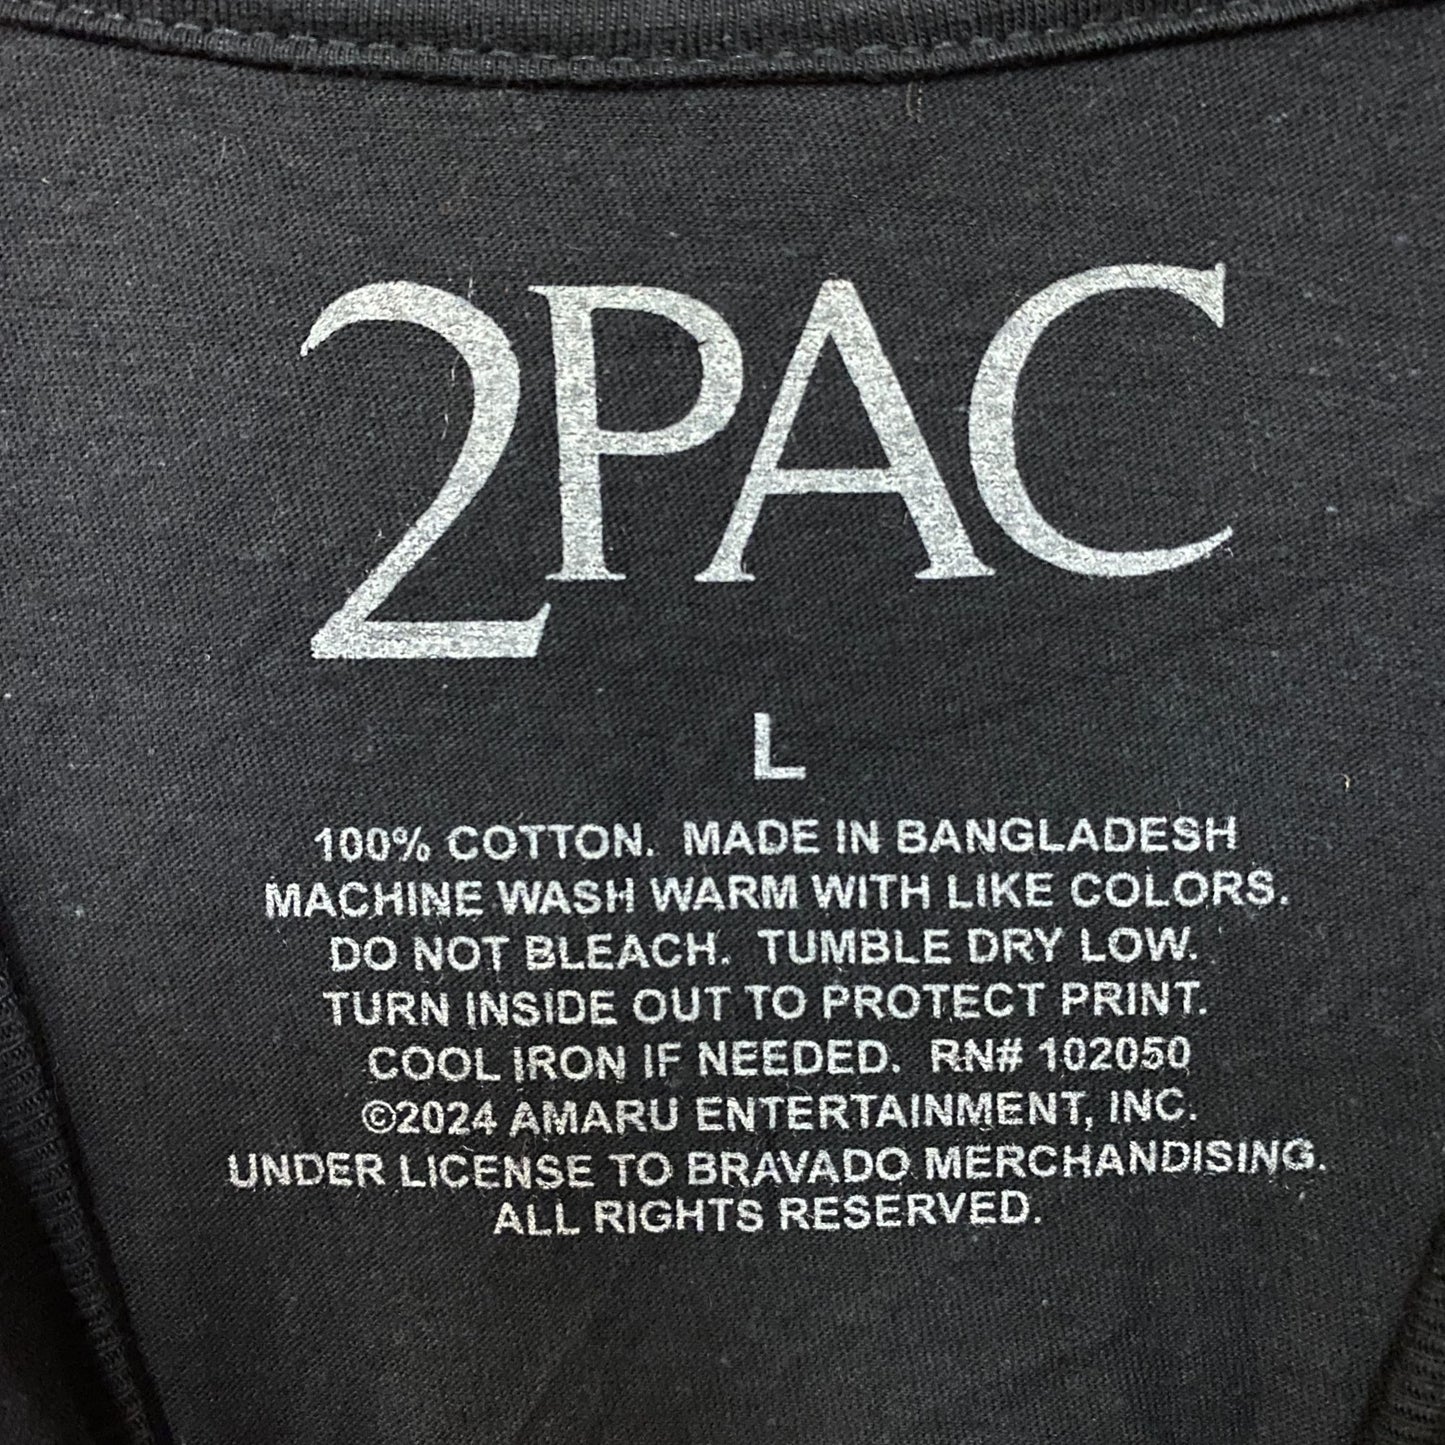 2PAC
L
100% COTTON. MADE IN BANGLADESH
MACHINE WASH WARM WITH LIKE COLORS.
DO NOT BLEACH. TUMBLE DRY LOW.
TURN INSIDE OUT TO PROTECT PRINT.
COOL IRON IF NEEDED. RN# 102050
©2024 AMARU ENTERTAINMENT, INC.
UNDER LICENSE TO BRAVADO MERCHANDISING.
ALL RIGHTS RESERVED.